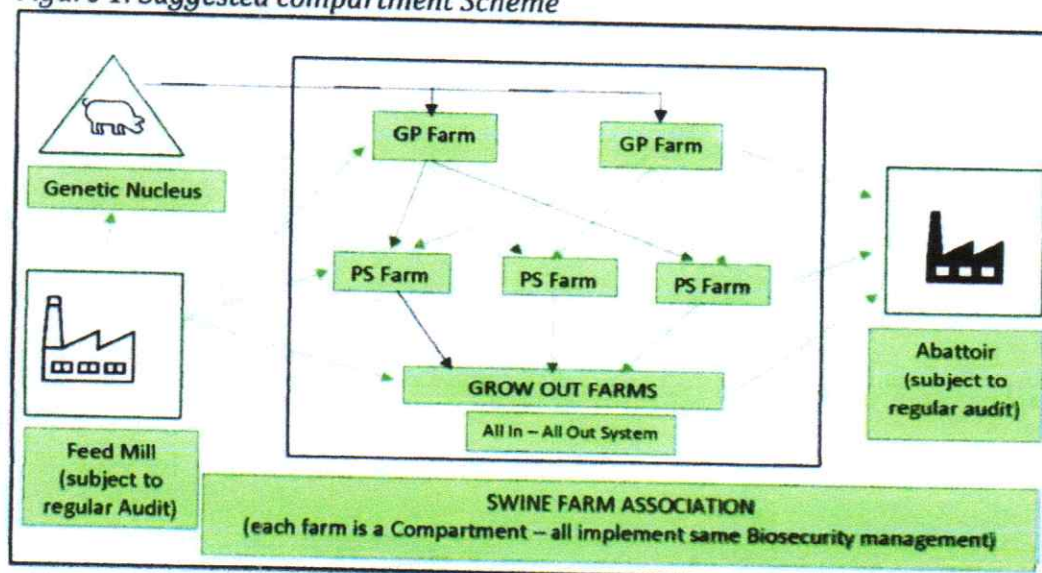 Figure 1. Suggested compartment Scheme
GP Farm
GP Farm
Genetic Nucleus
PS Farm
PS Farm
PS Farm
GROW OUT FARMS
All In – All Out System
Feed Mill
(subject to
regular Audit)
Abattoir
(subject to
regular audit)
SWINE FARM ASSOCIATION
(each farm is a Compartment – all implement same Biosecurity management)